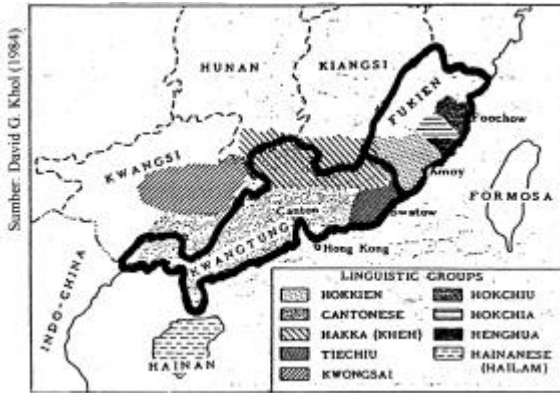 Sumber: David G. Khol (1984)
HUNAN
KIANGSI
FUKIEN
Foochow
KWANGSI
Amoy
FORMOSA
Canton
Swatow
KWANGTUNG
Hong Kong
INDO-CHINA
HAINAN
LINGUISTIC GROUPS
HOKKIEN
CANTONESE
HAKKA (KHEH)
TIECHIU
KWONGSAI
HOKCHIU
HOKCHIA
HENGHUA
HAINANESE
(HAILAM)